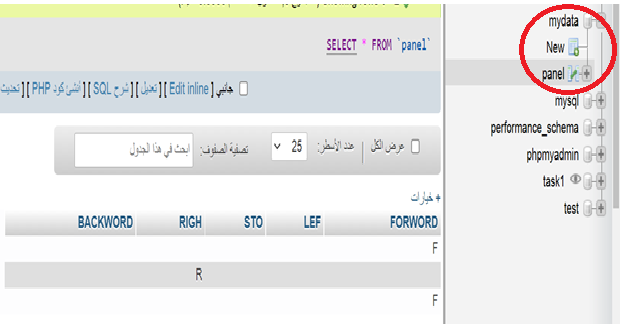 SELECT * FROM `panel`
جانبي [ Edit inline ] [ تعديل ] [ شرح SQL ] [ أنشئ كود PHP ] [ تحديث
عرض الكل | عدد الأسطر: 25 تصفية الصفوف: ابحث في هذا الجدول
+ خيارات
FORWORD LEF STO RIGH BACKWORD
F
R
F
mydata
New
panel
mysql
performance_schema
phpmyadmin
task1
test